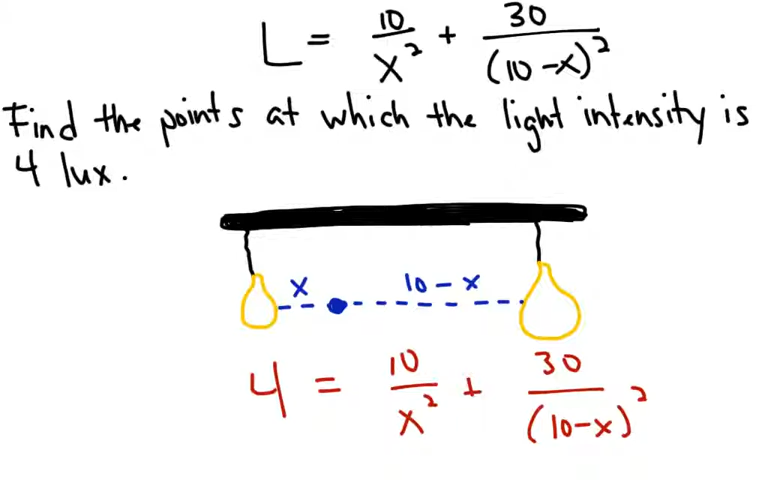 L = 10/x² + 30/(10-x)²
Find the points at which the light intensity is
4 lux.
x 10-x
4 = 10/x² + 30/(10-x)²